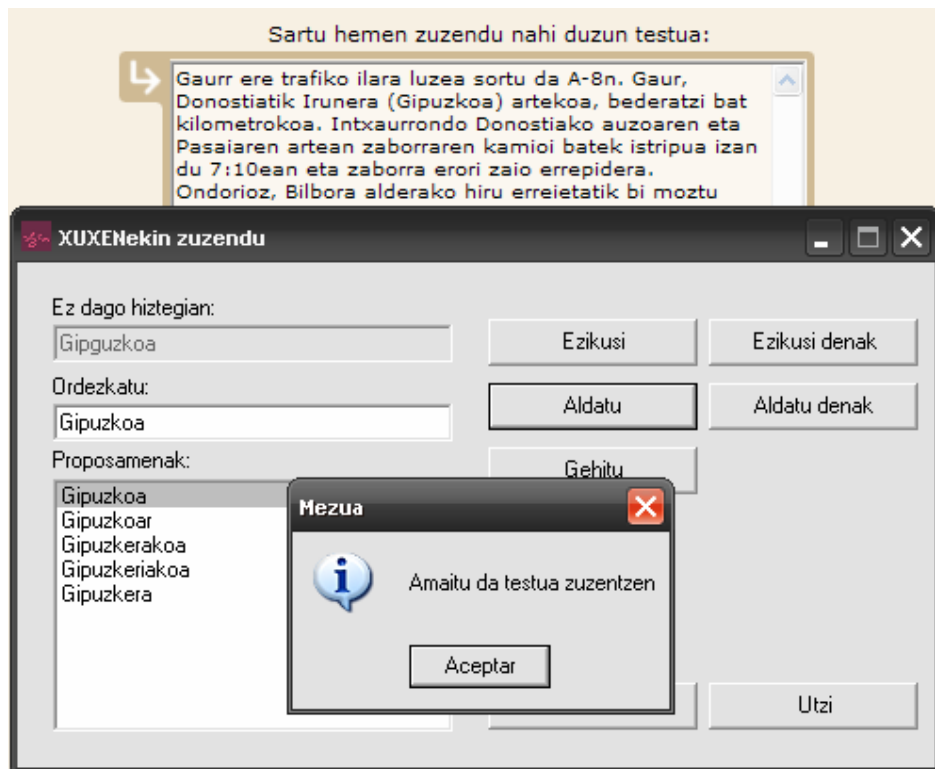 Sartu hemen zuzendu nahi duzun testua:
Gaurr ere trafiko ilara luzea sortu da A-8n. Gaur,
Donostiatik Irunera (Gipuzkoa) artekoa, bederatzi bat
kilometrokoa. Intxaurrondo Donostiako auzoaren eta
Pasaiaren artean zaborraren kamioi batek istripua izan
du 7:10ean eta zaborra erori zaio errepidera.
Ondorioz, Bilbora alderako hiru erreietatik bi moztu
XUXENekin zuzendu
Ez dago hiztegian:
Gipguzkoa
Ezikusi
Ezikusi denak
Ordezkatu:
Gipuzkoa
Aldatu
Aldatu denak
Proposamenak:
Gehitu
Gipuzkoa
Gipuzkoar
Gipuzkerakoa
Gipuzkeriakoa
Gipuzkera
Mezua
Amaitu da testua zuzentzen
Aceptar
Utzi